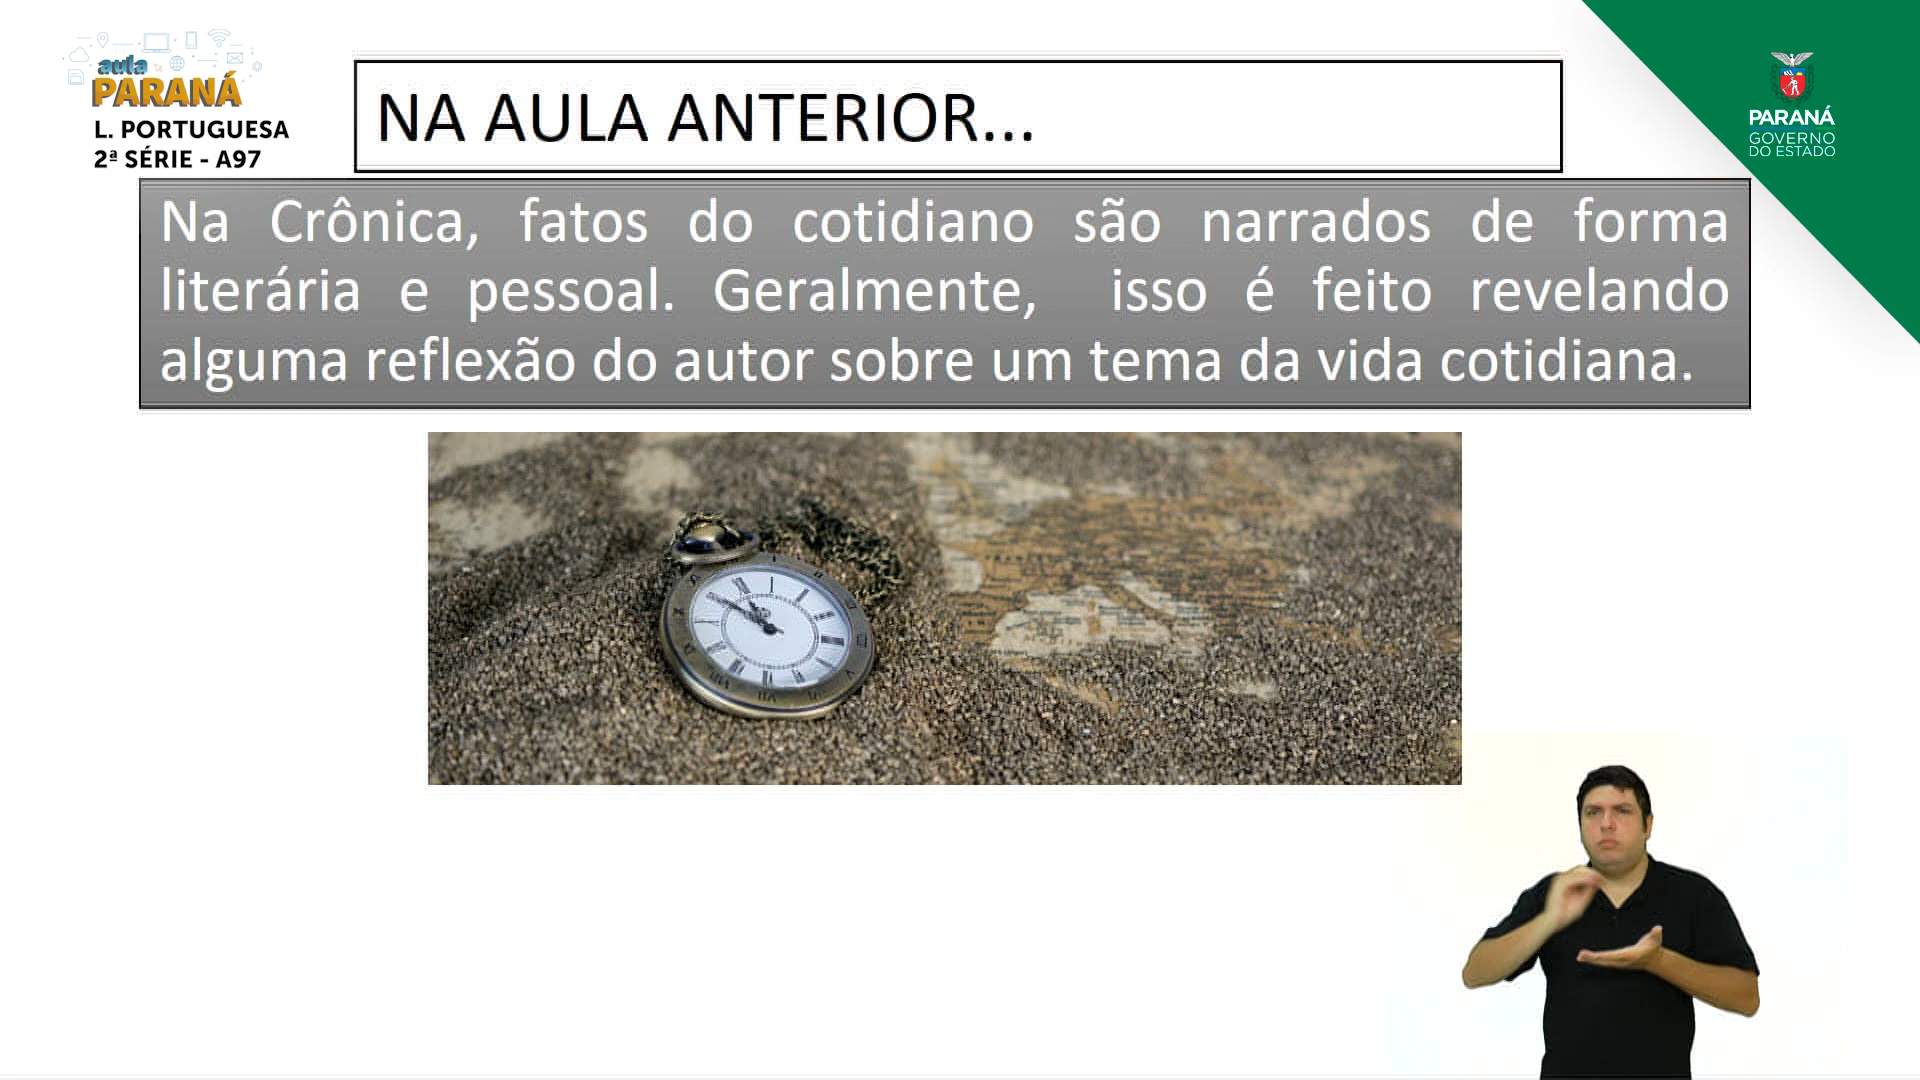 aula
PARANÁ
L. PORTUGUESA
2ª SÉRIE - A97
NA AULA ANTERIOR...
PARANÁ
GOVERNO
DO ESTADO
Na Crônica, fatos do cotidiano são narrados de forma
literária e pessoal. Geralmente, isso é feito revelando
alguma reflexão do autor sobre um tema da vida cotidiana.